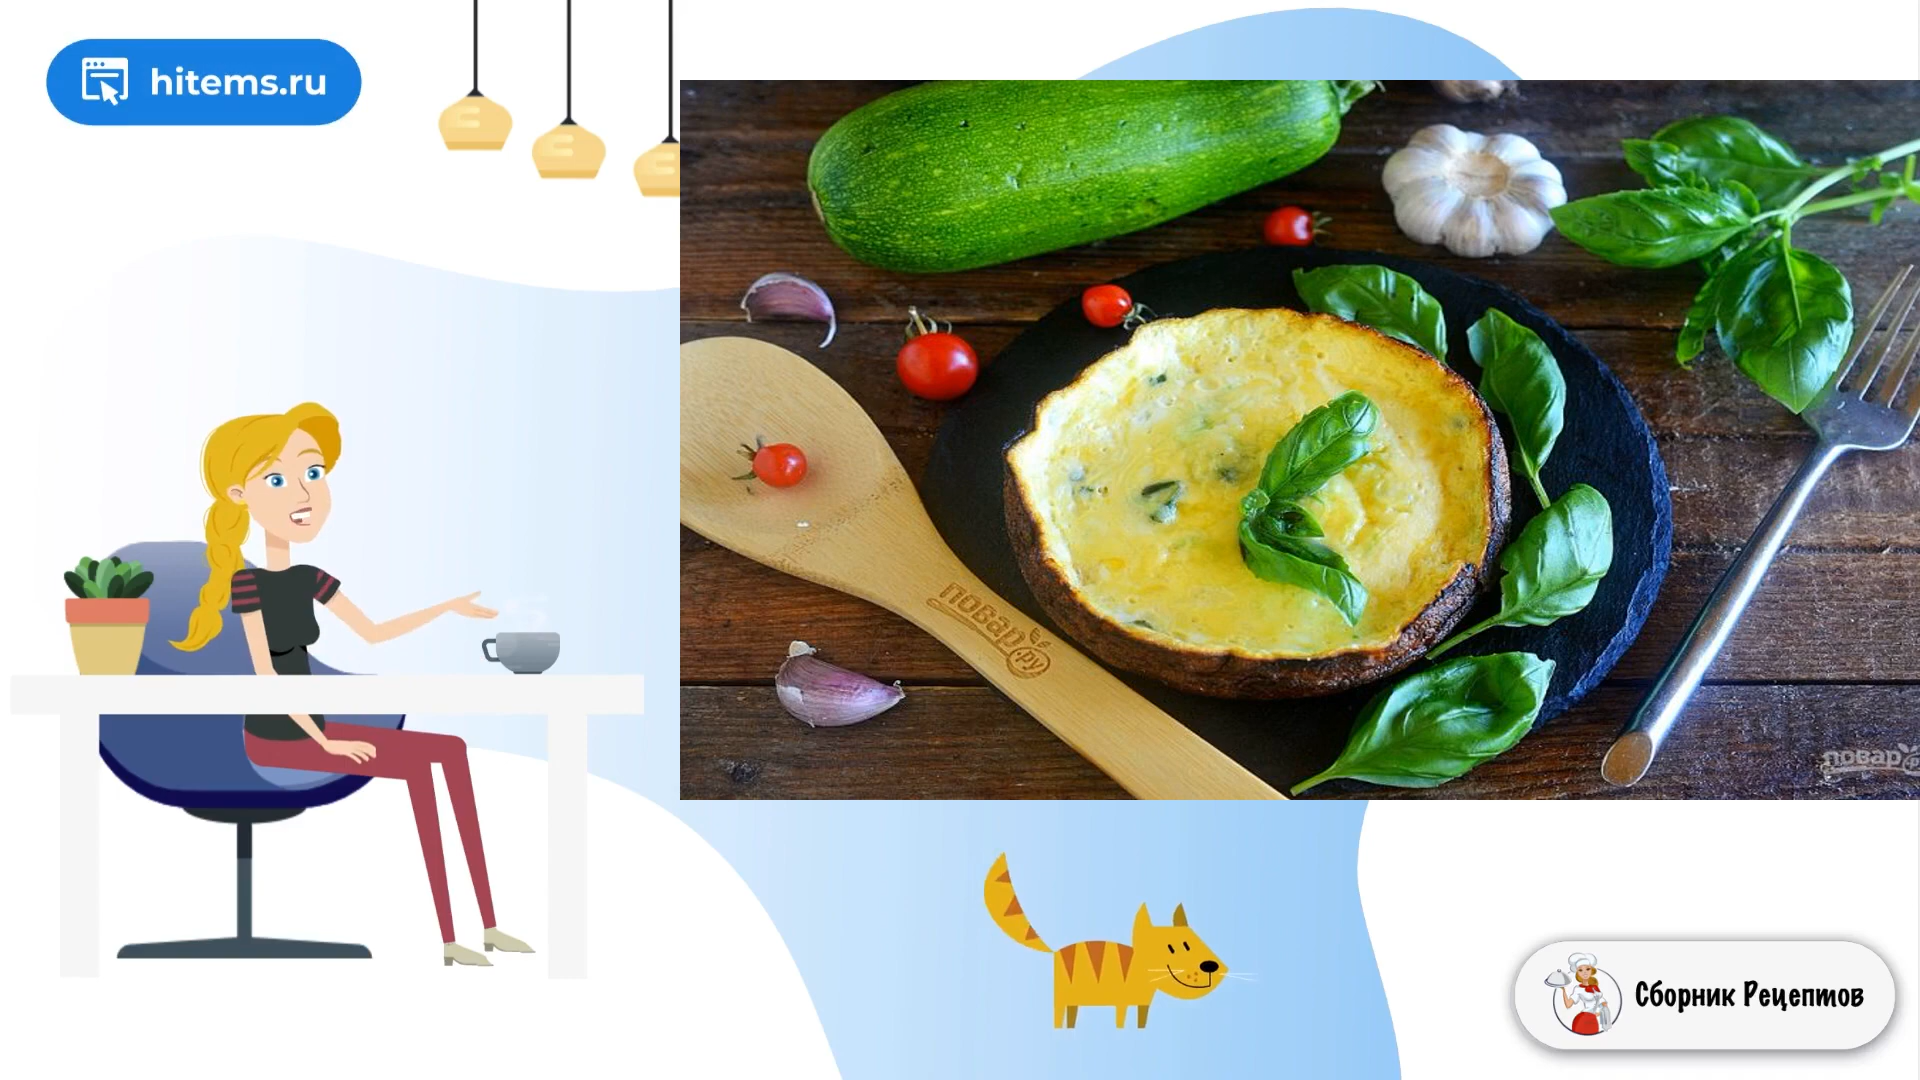 hitems.ru
повар.ру
повар
Сборник Рецептов